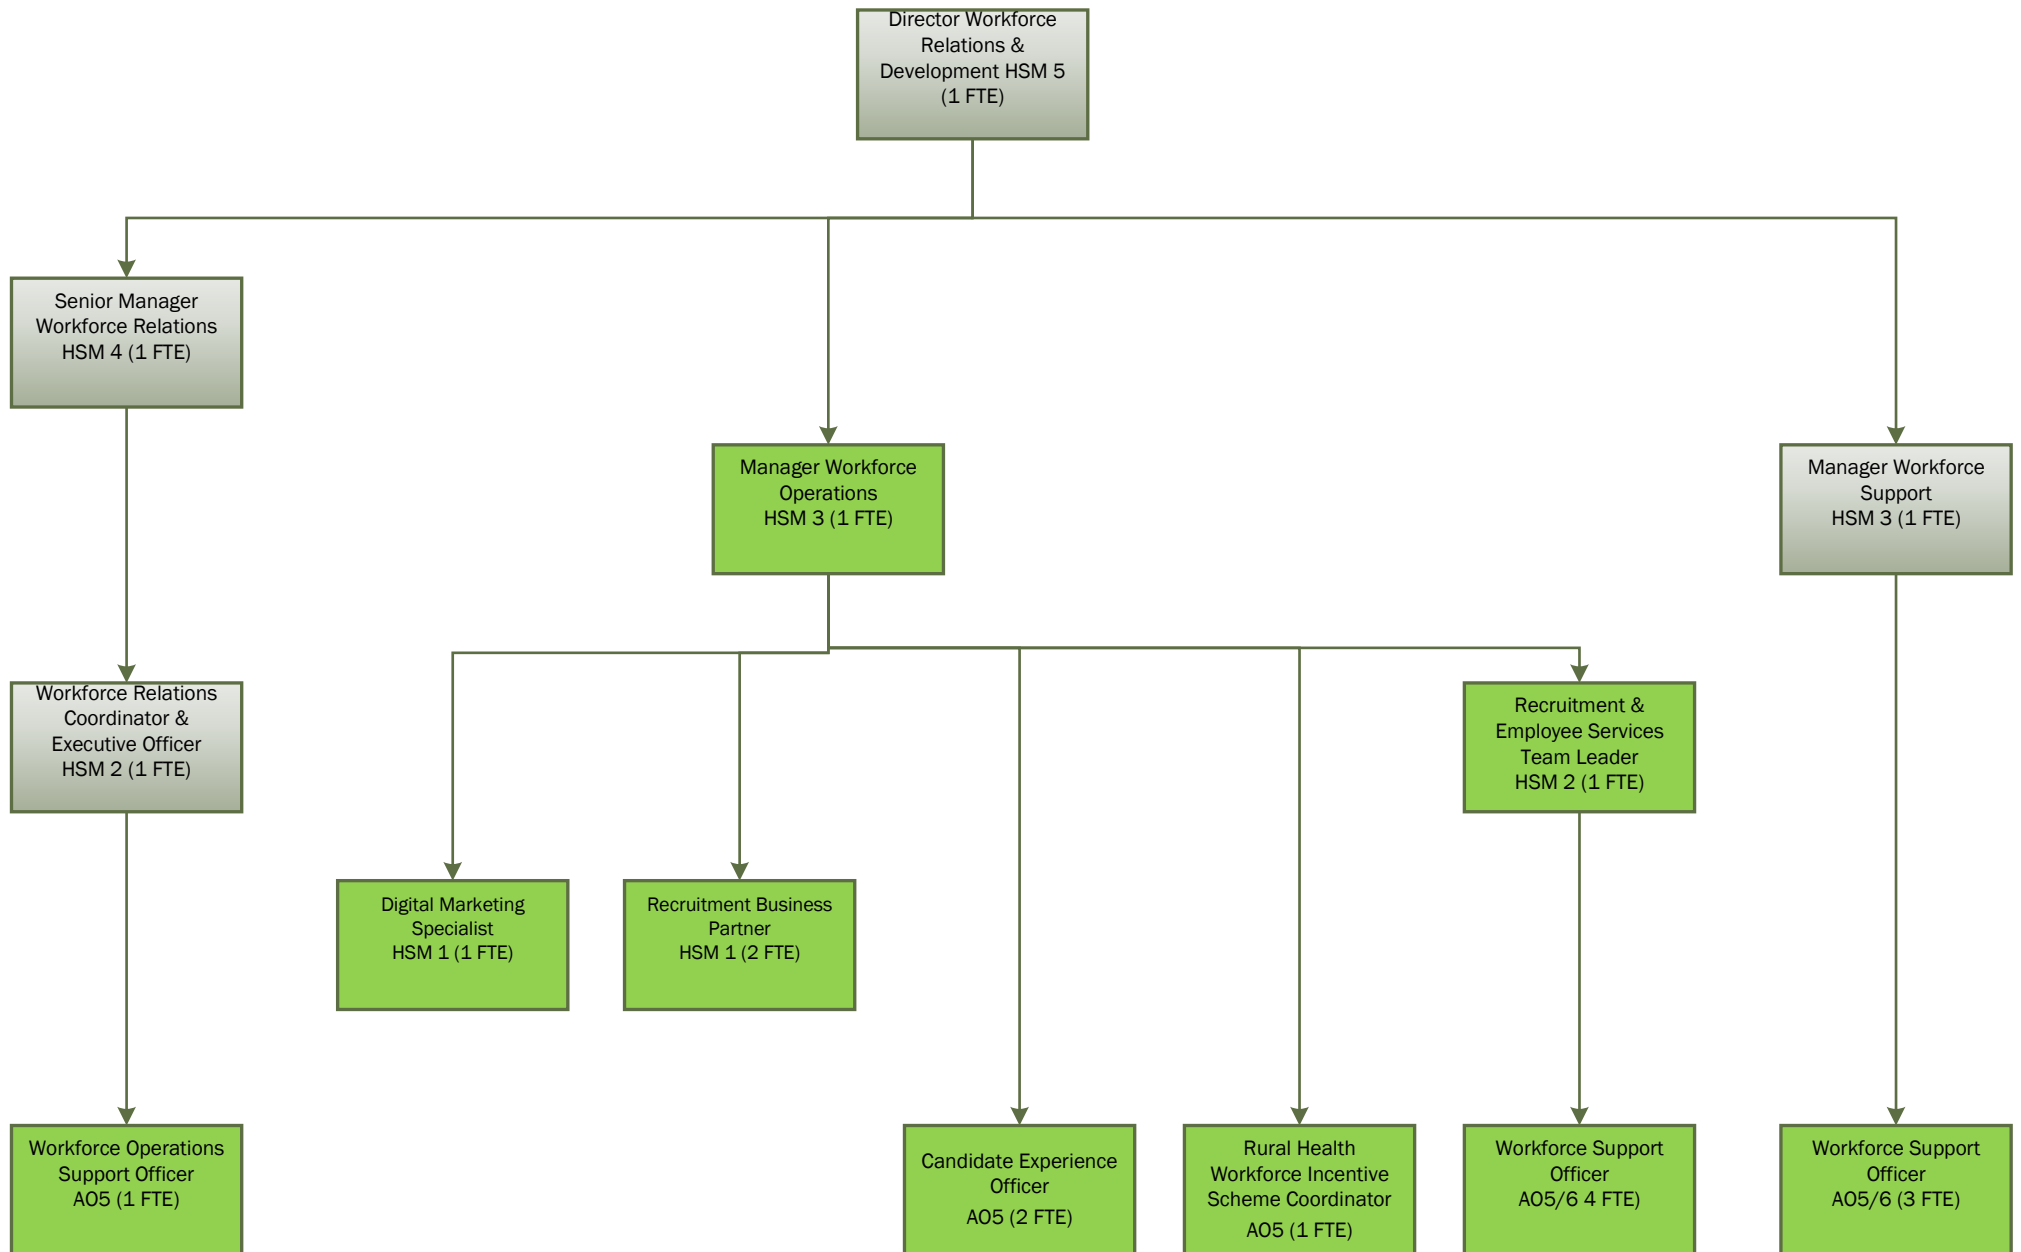 Director Workforce
Relations &
Development HSM 5
(1 FTE)
Senior Manager
Workforce Relations
HSM 4 (1 FTE)
Manager Workforce
Operations
HSM 3 (1 FTE)
Manager Workforce
Support
HSM 3 (1 FTE)
Workforce Relations
Coordinator &
Executive Officer
HSM 2 (1 FTE)
Recruitment &
Employee Services
Team Leader
HSM 2 (1 FTE)
Digital Marketing
Specialist
HSM 1 (1 FTE)
Recruitment Business
Partner
HSM 1 (2 FTE)
Workforce Operations
Support Officer
AO5 (1 FTE)
Candidate Experience
Officer
AO5 (2 FTE)
Rural Health
Workforce Incentive
Scheme Coordinator
AO5 (1 FTE)
Workforce Support
Officer
AO5/6 4 FTE)
Workforce Support
Officer
AO5/6 (3 FTE)